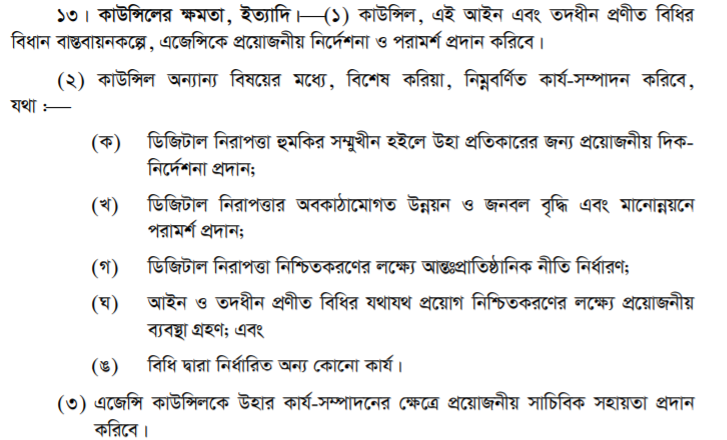 ১৩। কাউন্সিলের ক্ষমতা, ইত্যাদি।—(১) কাউন্সিল, এই আইন এবং তদধীন প্রণীত বিধির
বিধান বাস্তবায়নকল্পে, এজেন্সিকে প্রয়োজনীয় নির্দেশনা ও পরামর্শ প্রদান করিবে।
(২) কাউন্সিল অন্যান্য বিষয়ের মধ্যে, বিশেষ করিয়া, নিম্নবর্ণিত কার্য-সম্পাদন করিবে,
যথা :—
(ক) ডিজিটাল নিরাপত্তা হুমকির সম্মুখীন হইলে উহা প্রতিকারের জন্য প্রয়োজনীয় দিক-
নির্দেশনা প্রদান;
(খ) ডিজিটাল নিরাপত্তার অবকাঠামোগত উন্নয়ন ও জনবল বৃদ্ধি এবং মানোন্নয়নে
পরামর্শ প্রদান;
(গ) ডিজিটাল নিরাপত্তা নিশ্চিতকরণের লক্ষ্যে আন্তঃপ্রাতিষ্ঠানিক নীতি নির্ধারণ;
(ঘ) আইন ও তদধীন প্রণীত বিধির যথাযথ প্রয়োগ নিশ্চিতকরণের লক্ষ্যে প্রয়োজনীয়
ব্যবস্থা গ্রহণ; এবং
(ঙ) বিধি দ্বারা নির্ধারিত অন্য কোনো কার্য।
(৩) এজেন্সি কাউন্সিলকে উহার কার্য-সম্পাদনের ক্ষেত্রে প্রয়োজনীয় সাচিবিক সহায়তা প্রদান
করিবে।